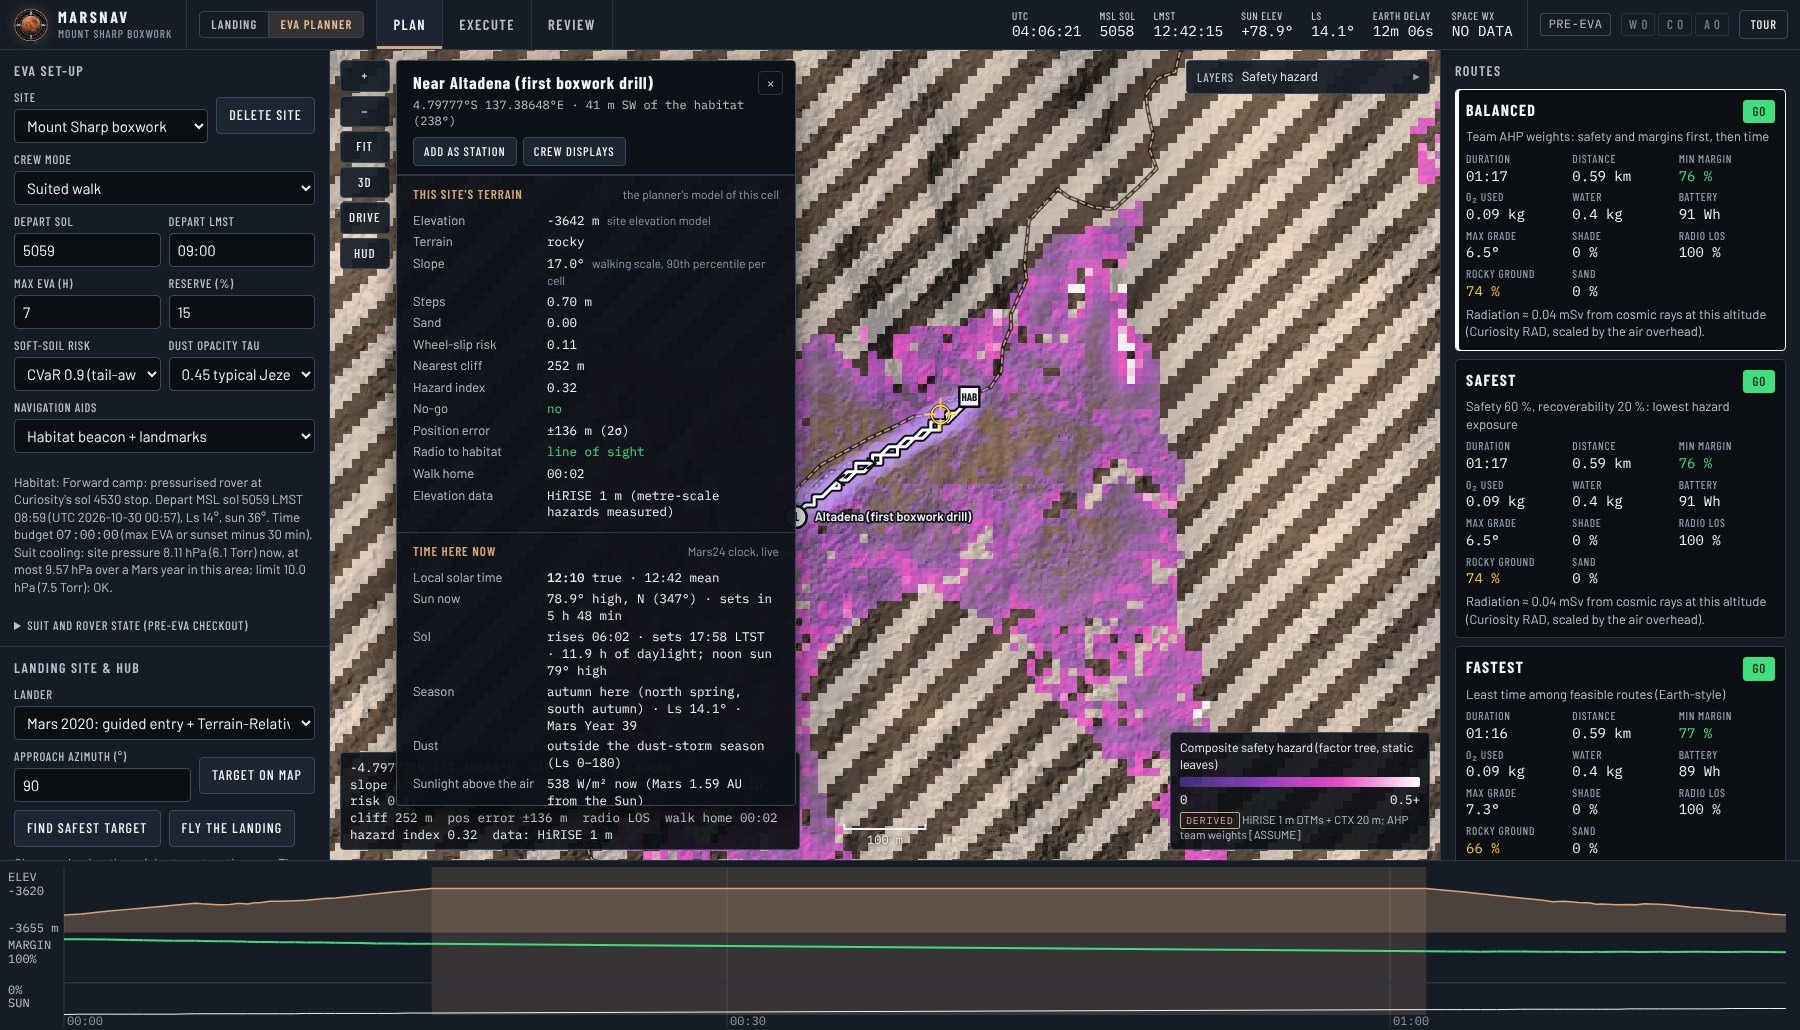 MARSNAV
MOUNT SHARP BOXWORK
LANDING
EVA PLANNER
PLAN
EXECUTE
REVIEW
UTC
04:06:21
MSL SOL
5058
LMST
12:42:15
SUN ELEV
+78.9°
LS
14.1°
EARTH DELAY
12m 06s
SPACE WX
NO DATA
PRE-EVA
W 0
C 0
A 0
TOUR
EVA SET-UP
SITE
Mount Sharp boxwork
DELETE SITE
CREW MODE
Suited walk
DEPART SOL
DEPART LMST
5059
09:00
MAX EVA (H)
RESERVE (%)
7
15
SOFT-SOIL RISK
DUST OPACITY TAU
CVaR 0.9 (tail-aw
0.45 typical Jeze
NAVIGATION AIDS
Habitat beacon + landmarks
Habitat: Forward camp: pressurised rover at
Curiosity's sol 4530 stop. Depart MSL sol 5059 LMST
08:59 (UTC 2026-10-30 00:57), Ls 14°, sun 36°. Time
budget 07:00:00 (max EVA or sunset minus 30 min).
Suit cooling: site pressure 8.11 hPa (6.1 Torr) now, at
most 9.57 hPa over a Mars year in this area; limit 10.0
hPa (7.5 Torr): OK.
▶ SUIT AND ROVER STATE (PRE-EVA CHECKOUT)
LANDING SITE & HUB
LANDER
Mars 2020: guided entry + Terrain-Relativ
APPROACH AZIMUTH (°)
90
TARGET ON MAP
FIND SAFEST TARGET
FLY THE LANDING
+
−
FIT
3D
DRIVE
HUD
Near Altadena (first boxwork drill)
×
4.79777°S 137.38648°E · 41 m SW of the habitat
(238°)
ADD AS STATION
CREW DISPLAYS
THIS SITE'S TERRAIN
the planner's model of this cell
Elevation -3642 m site elevation model
Terrain rocky
Slope 17.0° walking scale, 90th percentile per
cell
Steps 0.70 m
Sand 0.00
Wheel-slip risk 0.11
Nearest cliff 252 m
Hazard index 0.32
No-go no
Position error ±136 m (2σ)
Radio to habitat line of sight
Walk home 00:02
Elevation data HiRISE 1 m (metre-scale
hazards measured)
TIME HERE NOW
Mars24 clock, live
Local solar time 12:10 true · 12:42 mean
Sun now 78.9° high, N (347°) · sets in
5 h 48 min
Sol rises 06:02 · sets 17:58 LTST
· 11.9 h of daylight; noon sun
79° high
Season autumn here (north spring,
south autumn) · Ls 14.1° ·
Mars Year 39
Dust outside the dust-storm season
(Ls 0–180)
Sunlight above the air 538 W/m² now (Mars 1.59 AU
from the Sun)
-4.797
slope
risk 0
cliff 252 m pos error ±136 m radio LOS walk home 00:02
hazard index 0.32 data: HiRISE 1 m
LAYERS Safety hazard ▶
HAB
Altadena (first boxwork drill)
100 m
Composite safety hazard (factor tree, static
leaves)
0
0.5+
DERIVED HiRISE 1 m DTMs + CTX 20 m; AHP
team weights [ASSUME]
ROUTES
BALANCED
GO
Team AHP weights: safety and margins first, then time
DURATION
DISTANCE
MIN MARGIN
01:17
0.59 km
76 %
O₂ USED
WATER
BATTERY
0.09 kg
0.4 kg
91 Wh
MAX GRADE
SHADE
RADIO LOS
6.5°
0 %
100 %
ROCKY GROUND
SAND
74 %
0 %
Radiation ≈ 0.04 mSv from cosmic rays at this altitude
(Curiosity RAD, scaled by the air overhead).
SAFEST
GO
Safety 60 %, recoverability 20 %: lowest hazard
exposure
DURATION
DISTANCE
MIN MARGIN
01:17
0.59 km
76 %
O₂ USED
WATER
BATTERY
0.09 kg
0.4 kg
91 Wh
MAX GRADE
SHADE
RADIO LOS
6.5°
0 %
100 %
ROCKY GROUND
SAND
74 %
0 %
Radiation ≈ 0.04 mSv from cosmic rays at this altitude
(Curiosity RAD, scaled by the air overhead).
FASTEST
GO
Least time among feasible routes (Earth-style)
DURATION
DISTANCE
MIN MARGIN
01:16
0.59 km
77 %
O₂ USED
WATER
BATTERY
0.09 kg
0.4 kg
89 Wh
MAX GRADE
SHADE
RADIO LOS
7.3°
0 %
100 %
ROCKY GROUND
SAND
66 %
0 %
ELEV
-3620
-3655 m
MARGIN
100%
0%
SUN
00:00
00:30
01:00